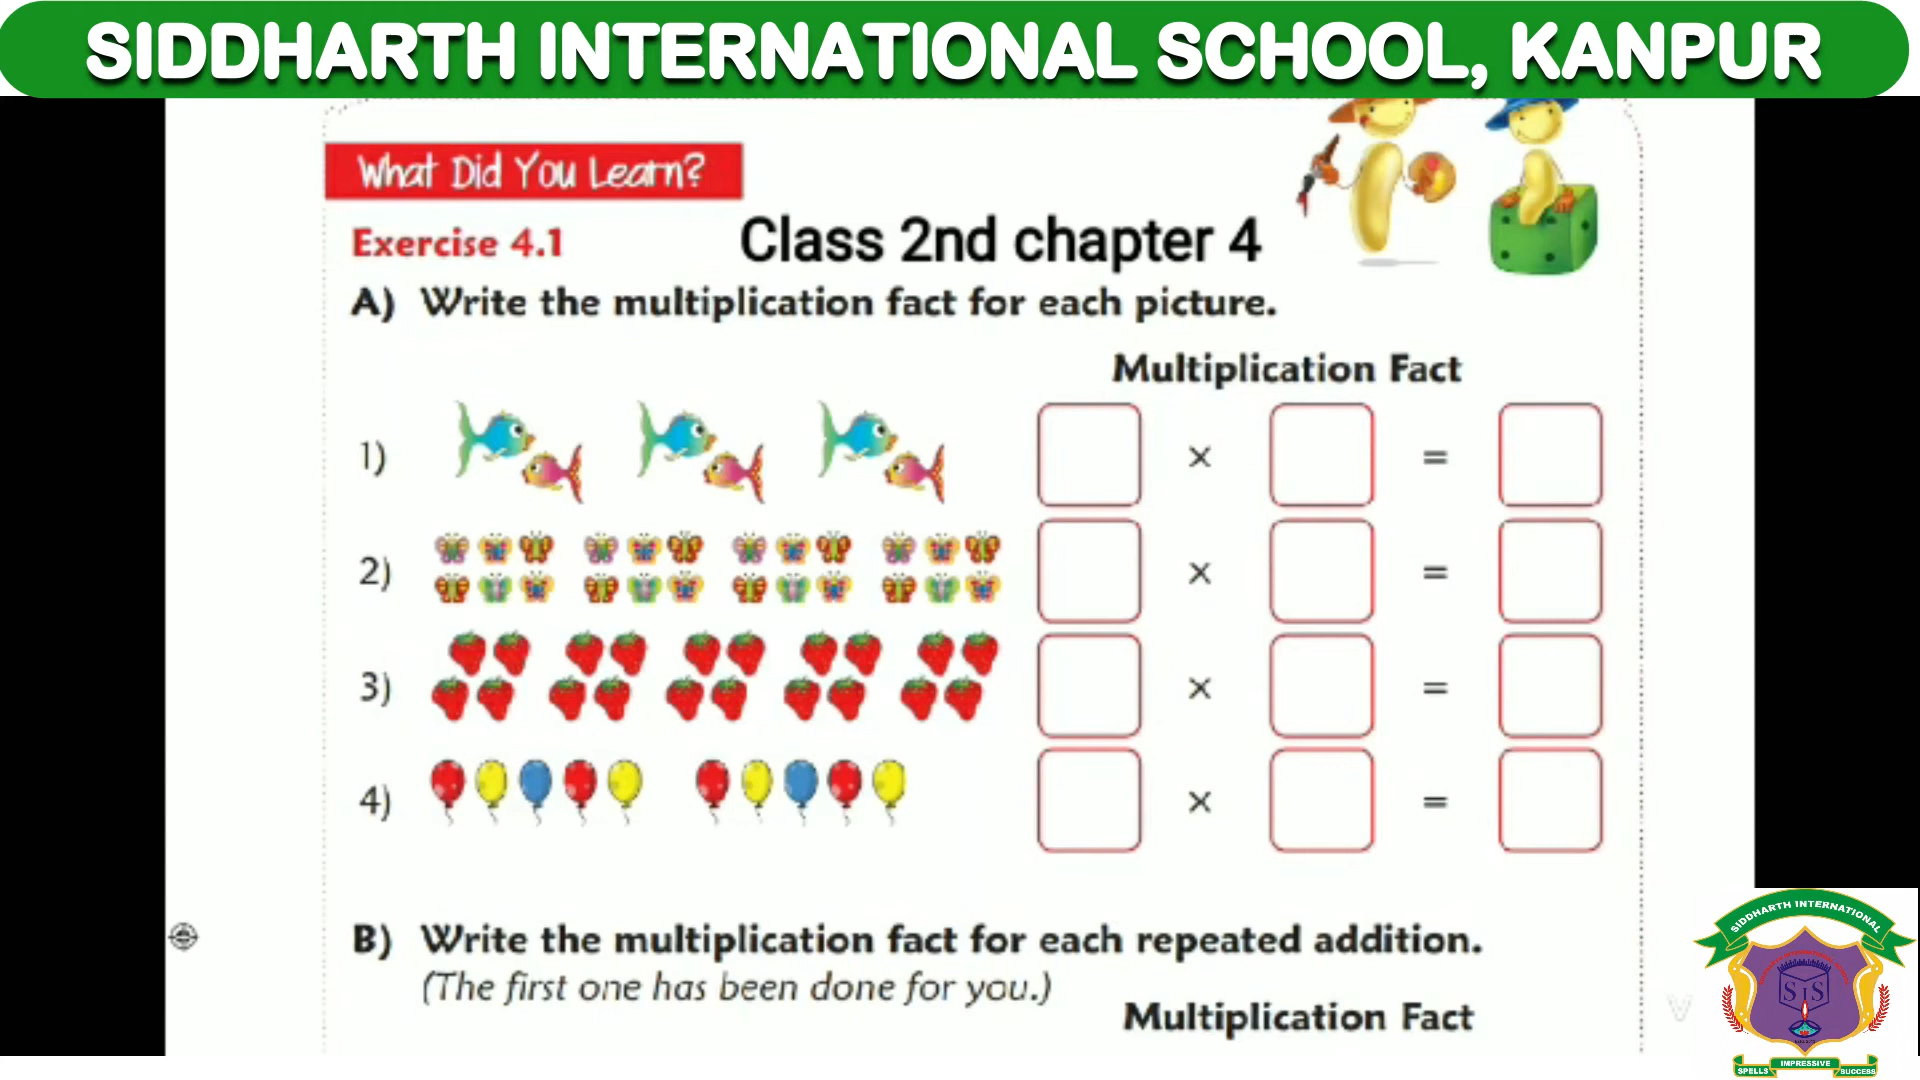 SIDDHARTH INTERNATIONAL SCHOOL, KANPUR
What Did You Learn?
Exercise 4.1
Class 2nd chapter 4
A) Write the multiplication fact for each picture.
Multiplication Fact
1) × =
2) × =
3) × =
4) × =
B) Write the multiplication fact for each repeated addition.
(The first one has been done for you.)
Multiplication Fact
SIDDHARTH INTERNATIONAL
SIS
SPELLS IMPRESSIVE SUCCESS